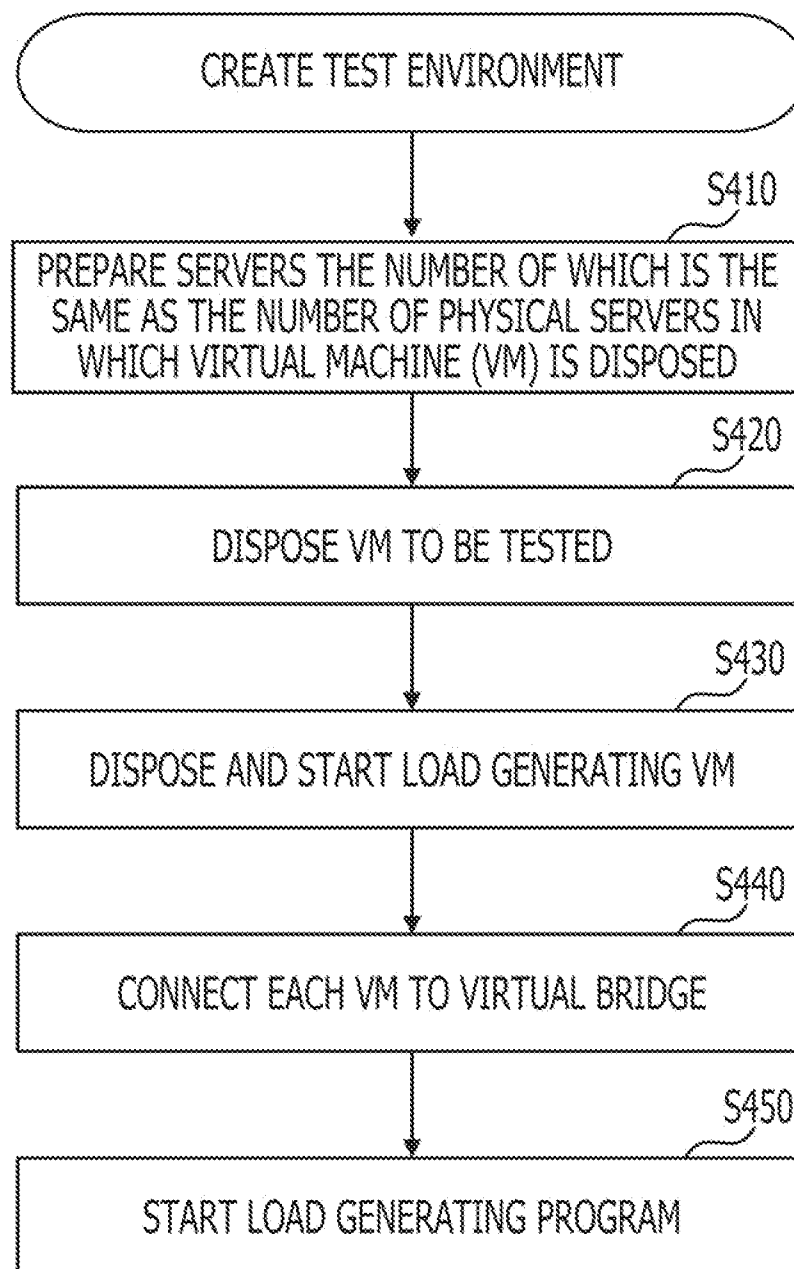 CREATE TEST ENVIRONMENT
S410
PREPARE SERVERS THE NUMBER OF WHICH IS THE
SAME AS THE NUMBER OF PHYSICAL SERVERS IN
WHICH VIRTUAL MACHINE (VM) IS DISPOSED
S420
DISPOSE VM TO BE TESTED
S430
DISPOSE AND START LOAD GENERATING VM
S440
CONNECT EACH VM TO VIRTUAL BRIDGE
S450
START LOAD GENERATING PROGRAM